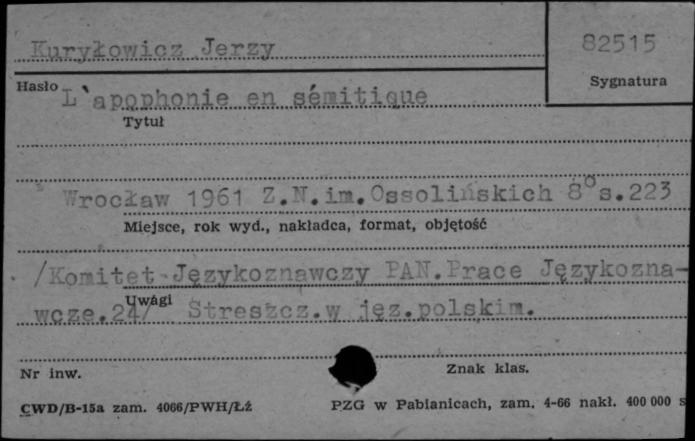 Kuryłowicz Jerzy
82515
Hasło
Sygnatura
L'apophonie en sémitique
Tytuł
Wrocław 1961 Z.N.im.Ossolińskich 8° s.223
Miejsce, rok wyd., nakładca, format, objętość
/Komitet Językoznawczy PAN.Prace Językozna-
Uwagi
wcze.24/ Streszcz.w jęz.polskim.
Nr inw.
Znak klas.
CWD/B-15a zam. 4066/PWH/Łż
PZG w Pabianicach, zam. 4-66 nakł. 400 000 s